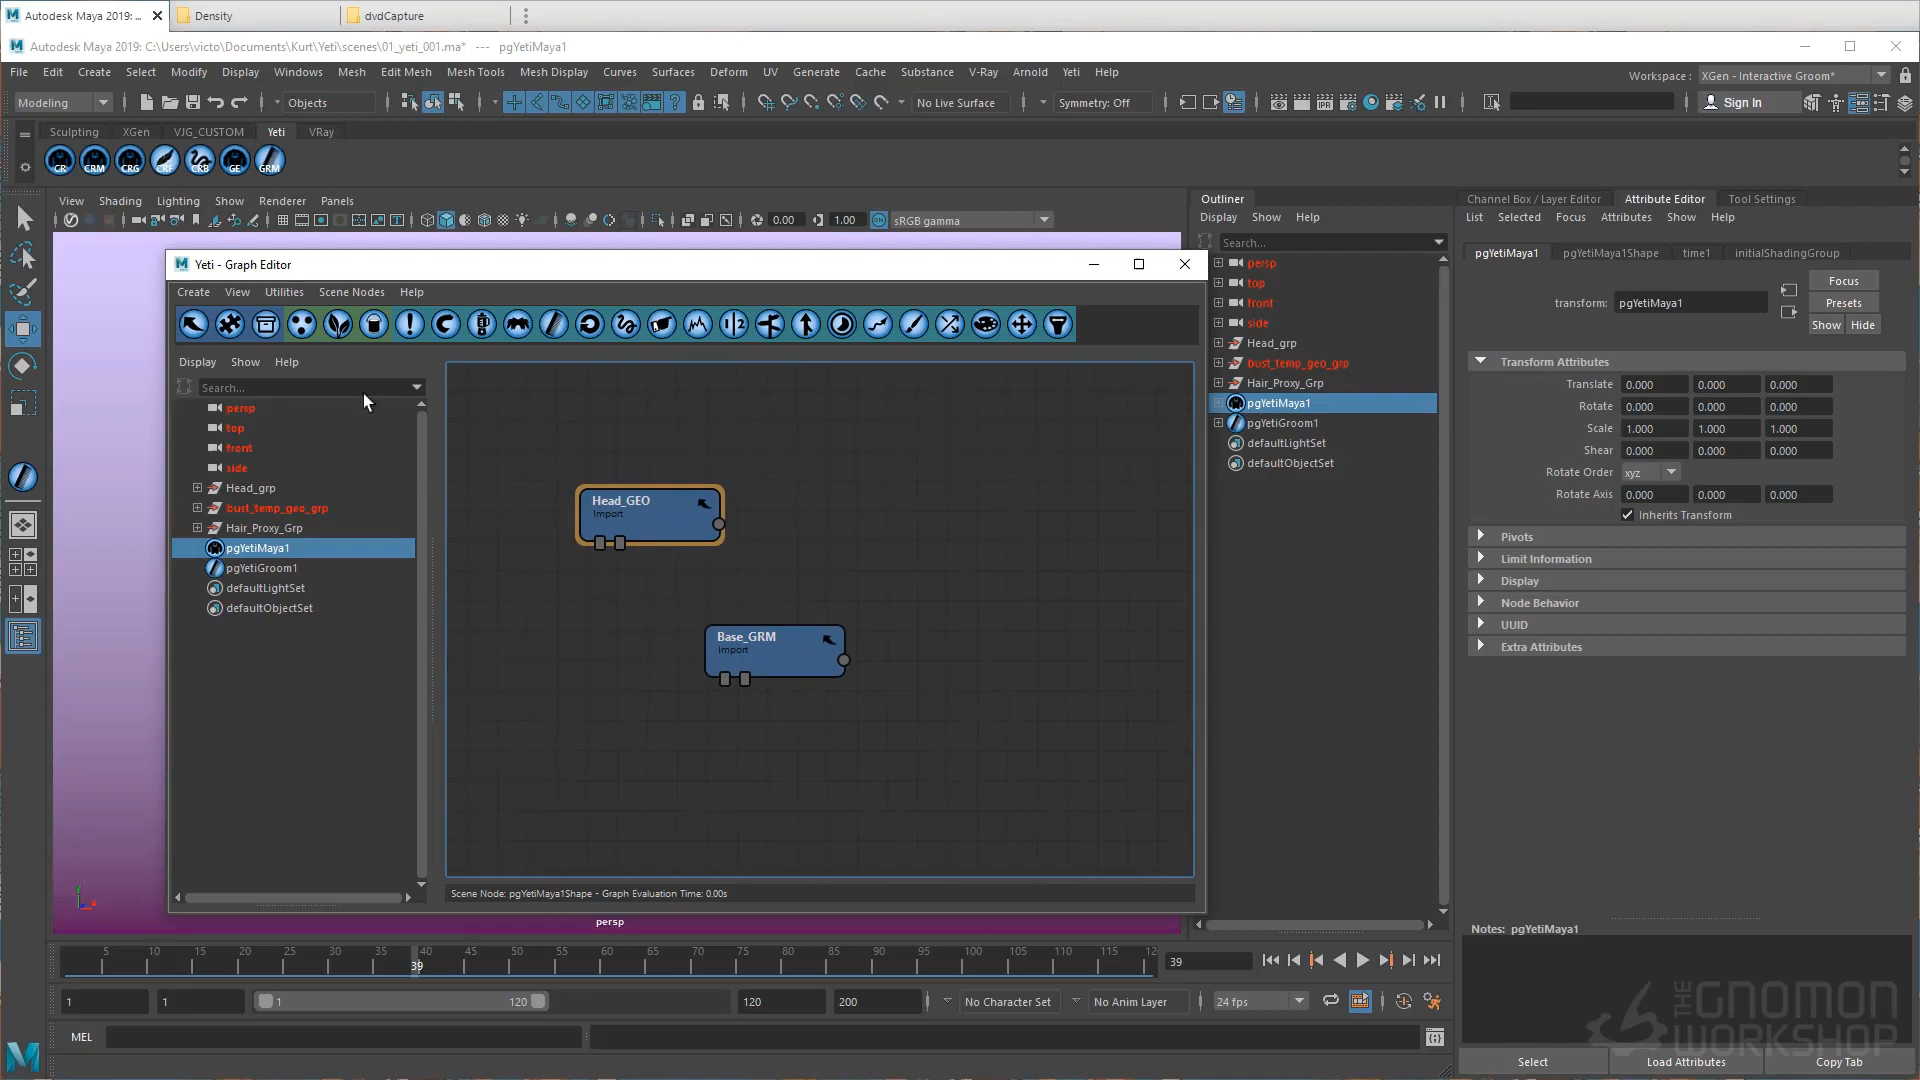 Autodesk Maya 2019: ...
Density
dvdCapture
Autodesk Maya 2019: C:\Users\victo\Documents\Kurt\Yeti\scenes\01_yeti_001.ma* --- pgYetiMaya1
File Edit Create Select Modify Display Windows Mesh Edit Mesh Mesh Tools Mesh Display Curves Surfaces Deform UV Generate Cache Substance V-Ray Arnold Yeti Help
Workspace : XGen - Interactive Groom*
Modeling Objects No Live Surface Symmetry: Off IPR Sign In
Sculpting XGen VJG_CUSTOM Yeti VRay
CR CRM CRG CRF CRB GE GRM
View Shading Lighting Show Renderer Panels
0.00 1.00 sRGB gamma
Outliner
Display Show Help
Search...
persp
top
front
side
Head_grp
bust_temp_geo_grp
Hair_Proxy_Grp
pgYetiMaya1
pgYetiGroom1
defaultLightSet
defaultObjectSet
Channel Box / Layer Editor Attribute Editor Tool Settings
List Selected Focus Attributes Show Help
pgYetiMaya1 pgYetiMaya1Shape time1 initialShadingGroup
transform: pgYetiMaya1
Focus
Presets
Show Hide
Transform Attributes
Translate 0.000 0.000 0.000
Rotate 0.000 0.000 0.000
Scale 1.000 1.000 1.000
Shear 0.000 0.000 0.000
Rotate Order xyz
Rotate Axis 0.000 0.000 0.000
Inherits Transform
Pivots
Limit Information
Display
Node Behavior
UUID
Extra Attributes
Notes: pgYetiMaya1
Select Load Attributes Copy Tab
Yeti - Graph Editor
Create View Utilities Scene Nodes Help
Display Show Help
Search...
persp
top
front
side
Head_grp
bust_temp_geo_grp
Hair_Proxy_Grp
pgYetiMaya1
pgYetiGroom1
defaultLightSet
defaultObjectSet
Head_GEO
Import
Base_GRM
Import
Scene Node: pgYetiMaya1Shape - Graph Evaluation Time: 0.00s
persp
5 10 15 20 25 30 35 40 45 50 55 60 65 70 75 80 85 90 95 100 105 110 115 12
39
39
1 1 1 120 120 200 No Character Set No Anim Layer 24 fps
MEL
THE GNOMON WORKSHOP